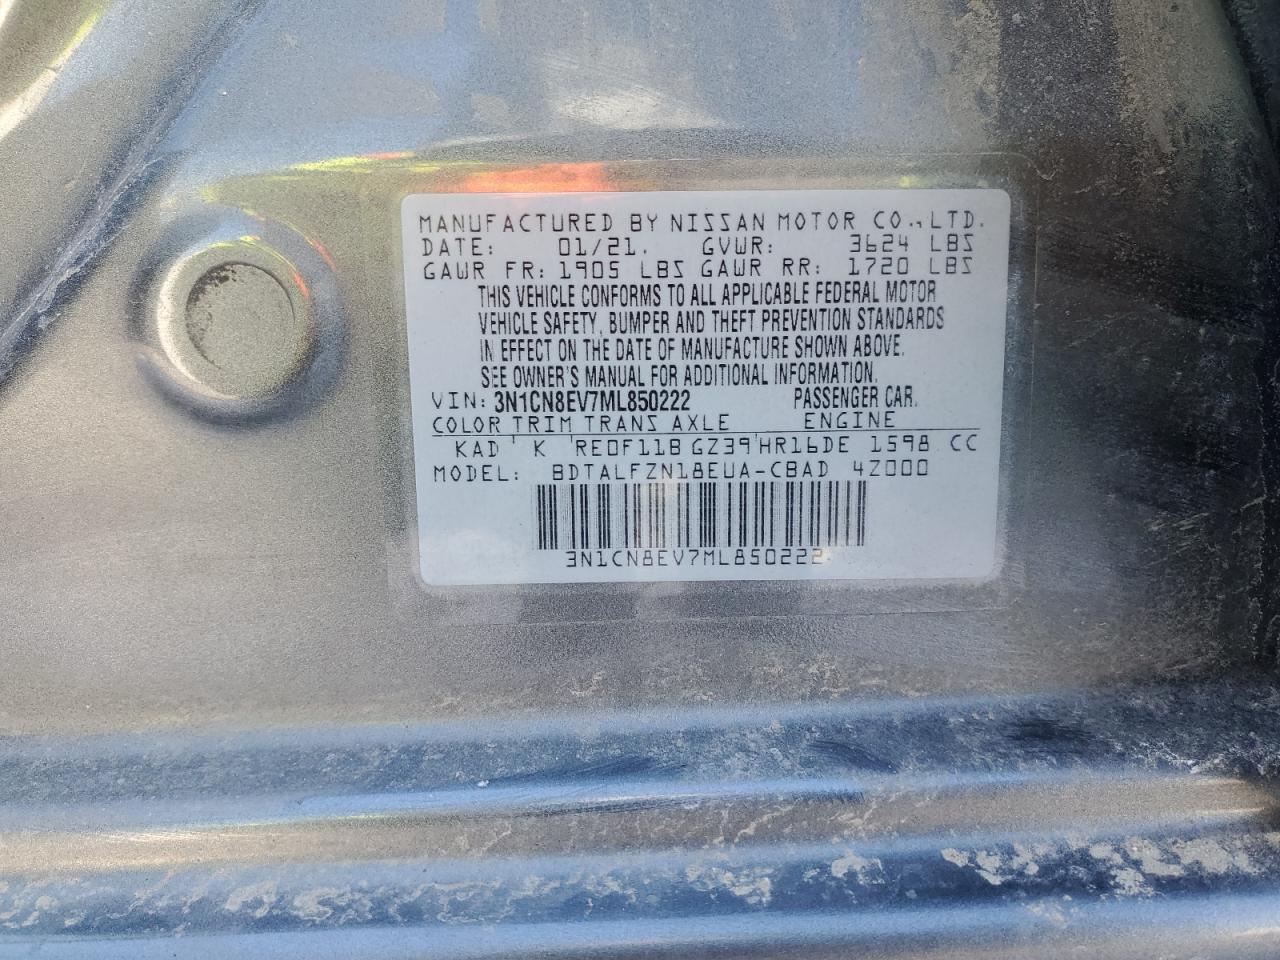 MANUFACTURED BY NISSAN MOTOR CO., LTD.
DATE: 01/21. GVWR: 3624 LBS
GAWR FR: 1905 LBS GAWR RR: 1720 LBS
THIS VEHICLE CONFORMS TO ALL APPLICABLE FEDERAL MOTOR
VEHICLE SAFETY, BUMPER AND THEFT PREVENTION STANDARDS
IN EFFECT ON THE DATE OF MANUFACTURE SHOWN ABOVE.
SEE OWNER'S MANUAL FOR ADDITIONAL INFORMATION.
VIN: 3N1CN8EV7ML850222 PASSENGER CAR.
COLOR TRIM TRANS AXLE ENGINE
KAD K RE0F11B GZ39 HR16DE 1598 CC
MODEL: BDTALFZN18EUA-CBAD 4Z000
3N1CN8EV7ML850222